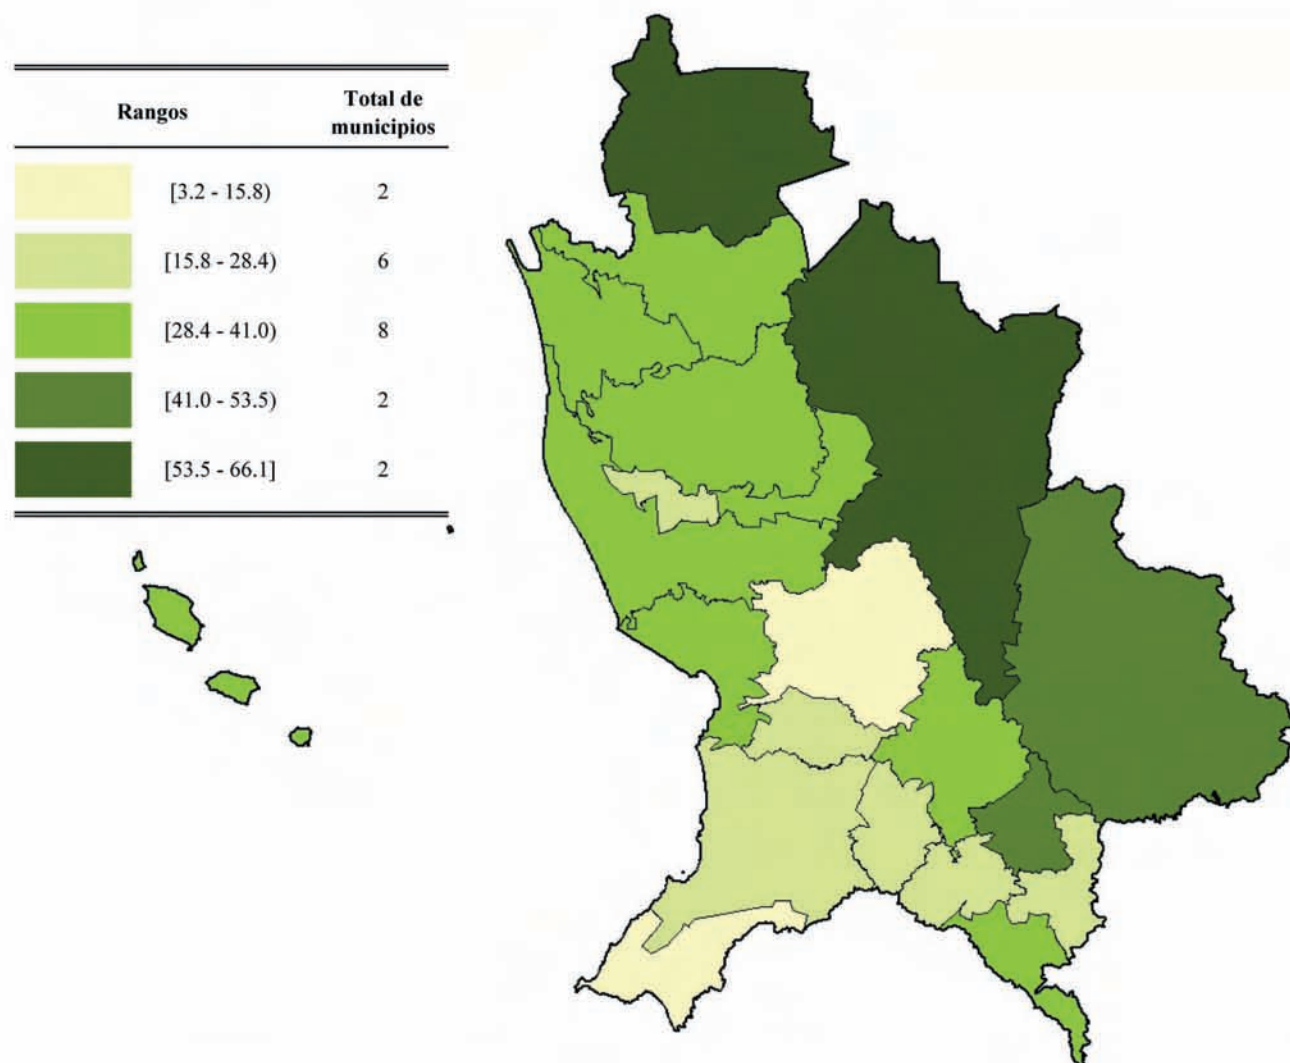 Rangos Total de
municipios
[3.2 - 15.8) 2
[15.8 - 28.4) 6
[28.4 - 41.0) 8
[41.0 - 53.5) 2
[53.5 - 66.1] 2